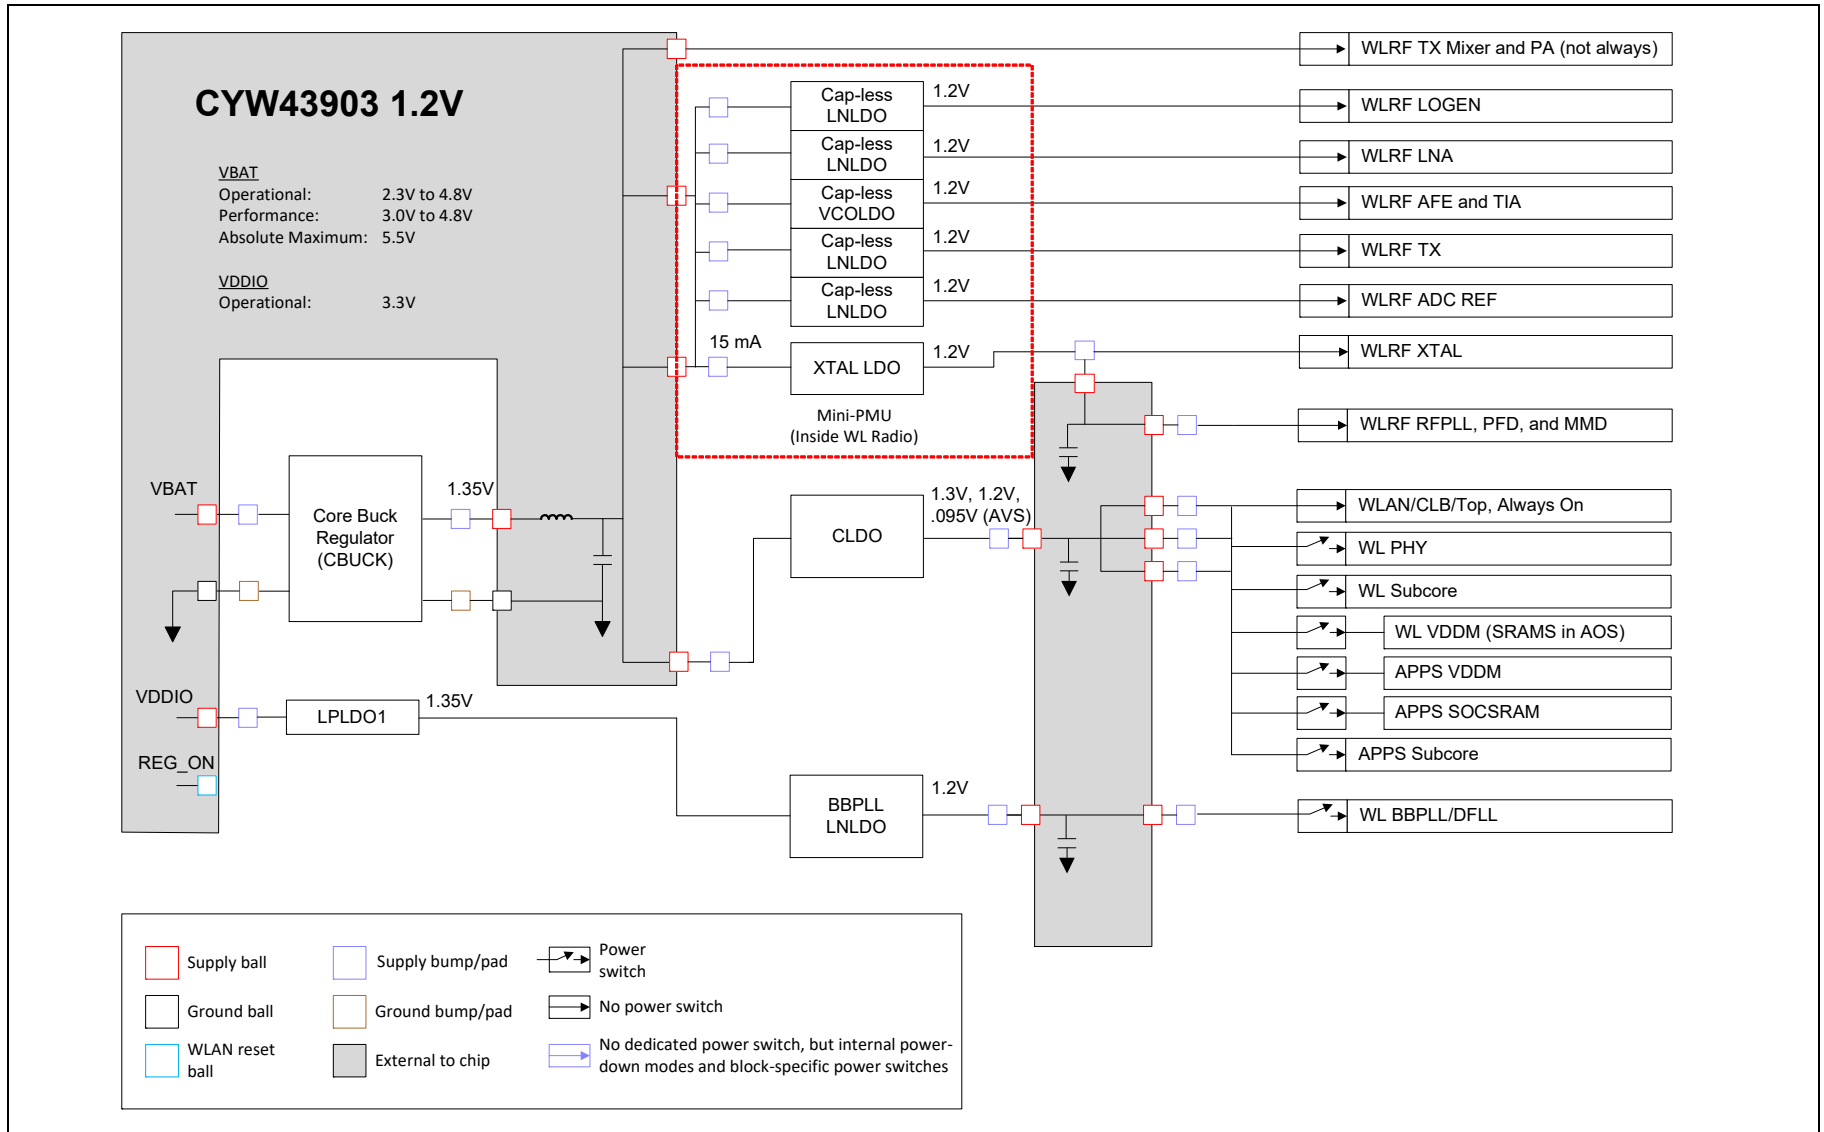 WLRF TX Mixer and PA (not always)
CYW43903 1.2V
VBAT
Operational: 2.3V to 4.8V
Performance: 3.0V to 4.8V
Absolute Maximum: 5.5V
VDDIO
Operational: 3.3V
Cap-less
LNLDO
1.2V
WLRF LOGEN
Cap-less
LNLDO
1.2V
WLRF LNA
Cap-less
VCOLDO
1.2V
WLRF AFE and TIA
Cap-less
LNLDO
1.2V
WLRF TX
Cap-less
LNLDO
1.2V
WLRF ADC REF
15 mA
XTAL LDO
1.2V
WLRF XTAL
Mini-PMU
(Inside WL Radio)
WLRF RFPLL, PFD, and MMD
VBAT
Core Buck
Regulator
(CBUCK)
1.35V
CLDO
1.3V, 1.2V,
.095V (AVS)
WLAN/CLB/Top, Always On
WL PHY
WL Subcore
WL VDDM (SRAMS in AOS)
APPS VDDM
APPS SOCSRAM
APPS Subcore
VDDIO
LPLDO1
1.35V
REG_ON
BBPLL
LNLDO
1.2V
WL BBPLL/DFLL
Supply ball
Supply bump/pad
Power
switch
Ground ball
Ground bump/pad
No power switch
WLAN reset
ball
External to chip
No dedicated power switch, but internal power-
down modes and block-specific power switches